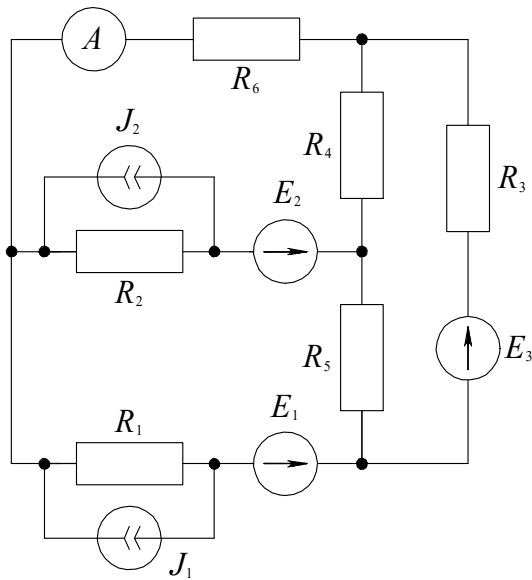 A
R₆
J₂
R₄
R₃
E₂
R₂
R₅
E₃
E₁
R₁
J₁